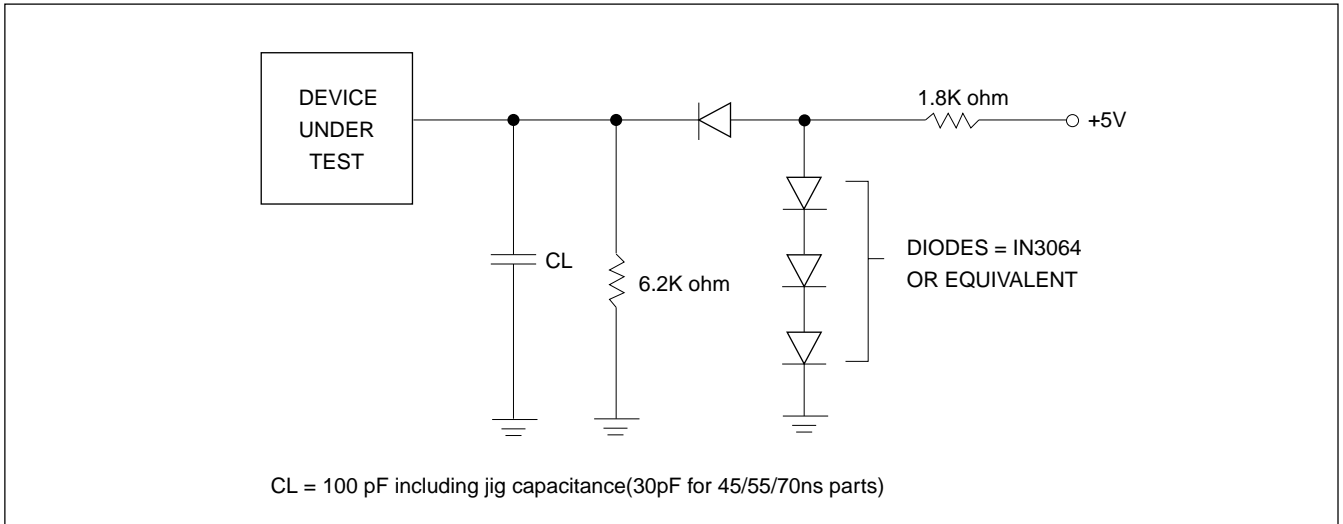 DEVICE
UNDER
TEST
1.8K ohm
+5V
CL
6.2K ohm
DIODES = IN3064
OR EQUIVALENT
CL = 100 pF including jig capacitance(30pF for 45/55/70ns parts)